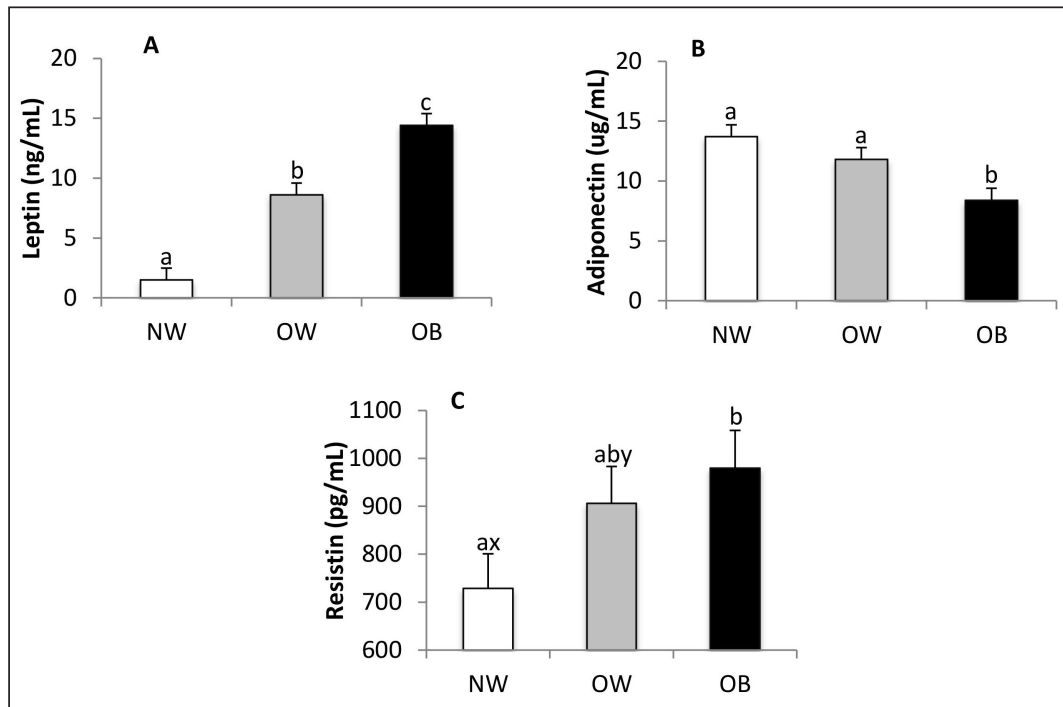 A
20
15
10
5
0
Leptin (ng/mL)
a
b
c
NW OW OB
B
20
15
10
5
0
Adiponectin (ug/mL)
a
a
b
NW OW OB
C
1100
1000
900
800
700
600
Resistin (pg/mL)
ax
aby
b
NW OW OB